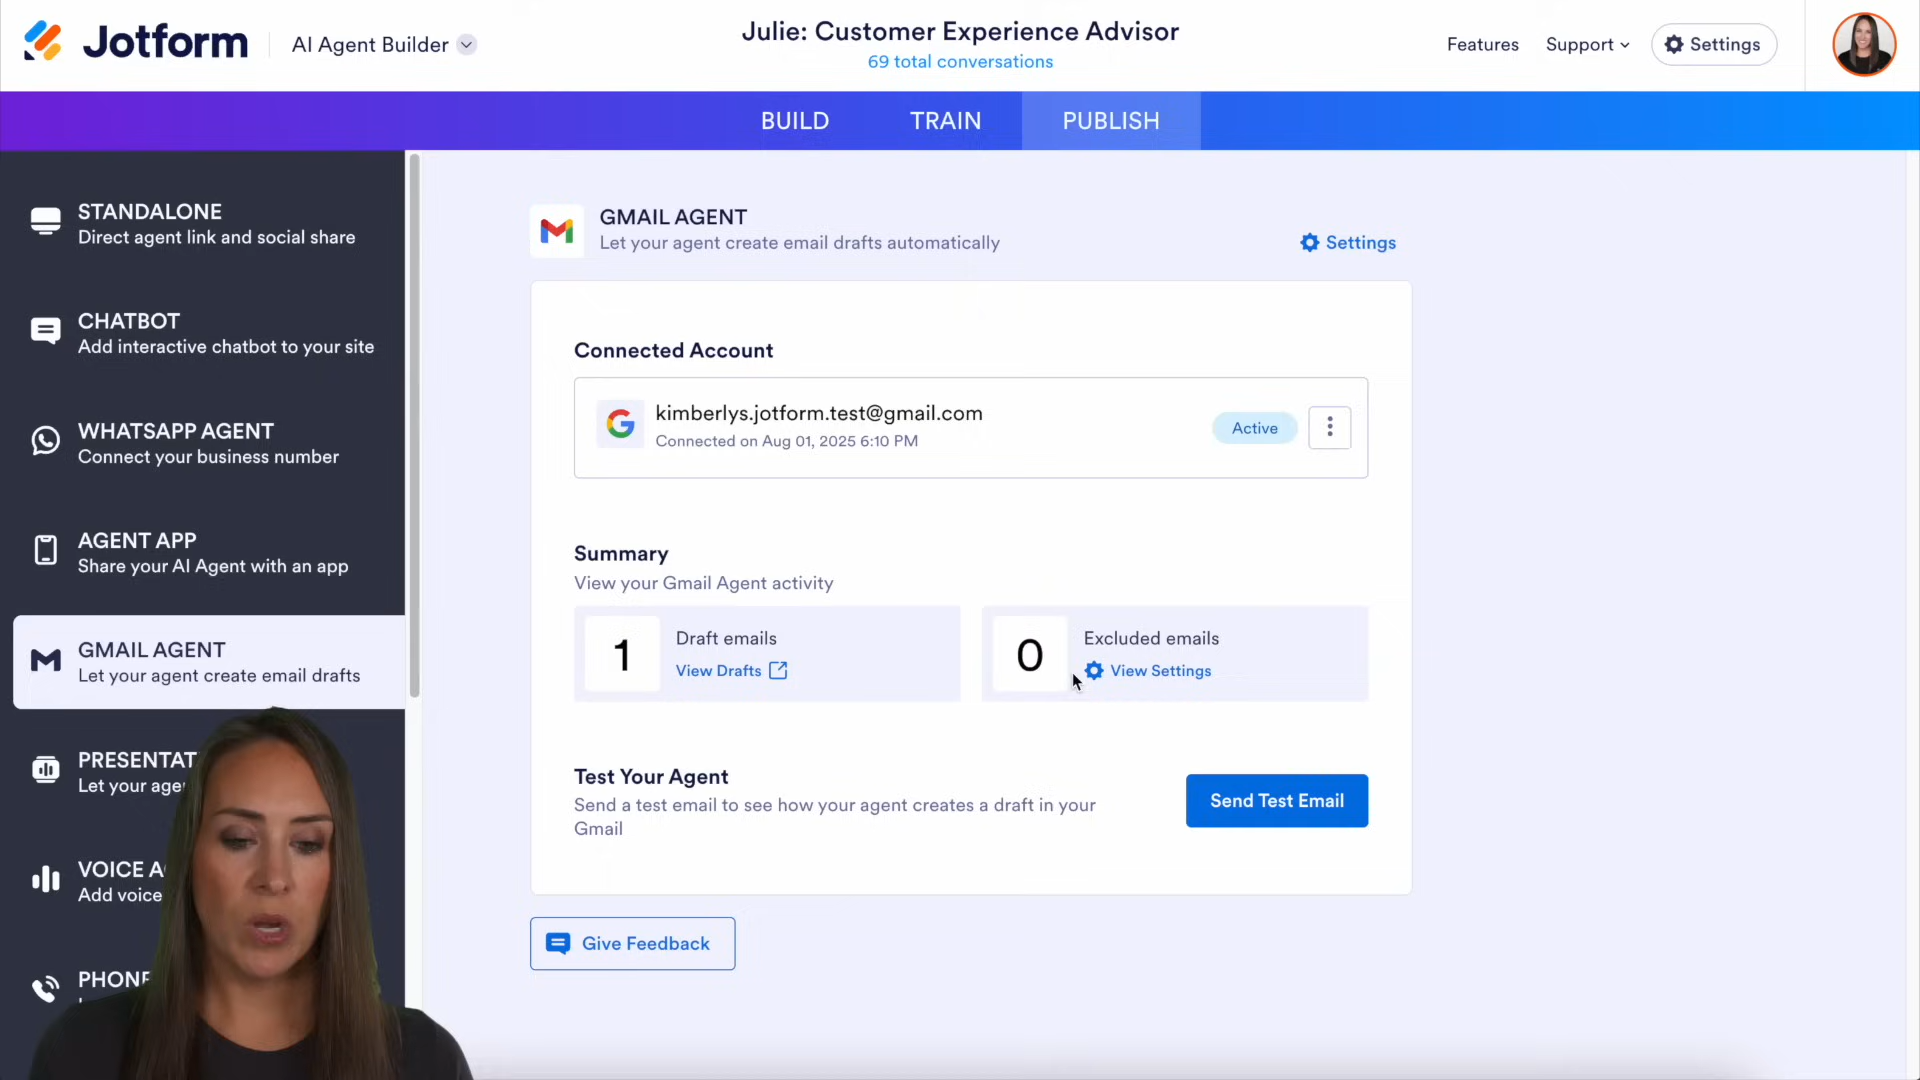 Jotform
AI Agent Builder
Julie: Customer Experience Advisor
69 total conversations
Features
Support
Settings
BUILD
TRAIN
PUBLISH
STANDALONE
Direct agent link and social share
CHATBOT
Add interactive chatbot to your site
WHATSAPP AGENT
Connect your business number
AGENT APP
Share your AI Agent with an app
GMAIL AGENT
Let your agent create email drafts
PRESENTAT
Let your age
VOICE A
Add voice
PHONE
GMAIL AGENT
Let your agent create email drafts automatically
Settings
Connected Account
kimberlys.jotform.test@gmail.com
Connected on Aug 01, 2025 6:10 PM
Active
Summary
View your Gmail Agent activity
1
Draft emails
View Drafts
0
Excluded emails
View Settings
Test Your Agent
Send a test email to see how your agent creates a draft in your
Gmail
Send Test Email
Give Feedback